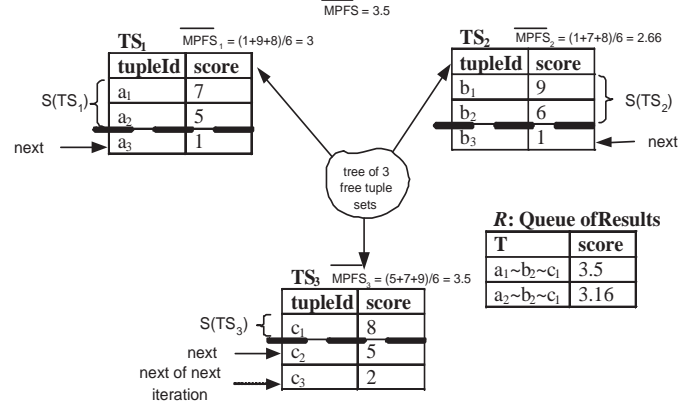 MPFS = 3.5
TS1 MPFS1 = (1+9+8)/6 = 3
tupleId score
a1 7
a2 5
a3 1
S(TS1)
next
TS2 MPFS2 = (1+7+8)/6 = 2.66
tupleId score
b1 9
b2 6
b3 1
S(TS2)
next
tree of 3
free tuple
sets
R: Queue of Results
T score
a1~b2~c1 3.5
a2~b2~c1 3.16
TS3 MPFS3 = (5+7+9)/6 = 3.5
tupleId score
c1 8
c2 5
c3 2
S(TS3)
next
next of next
iteration